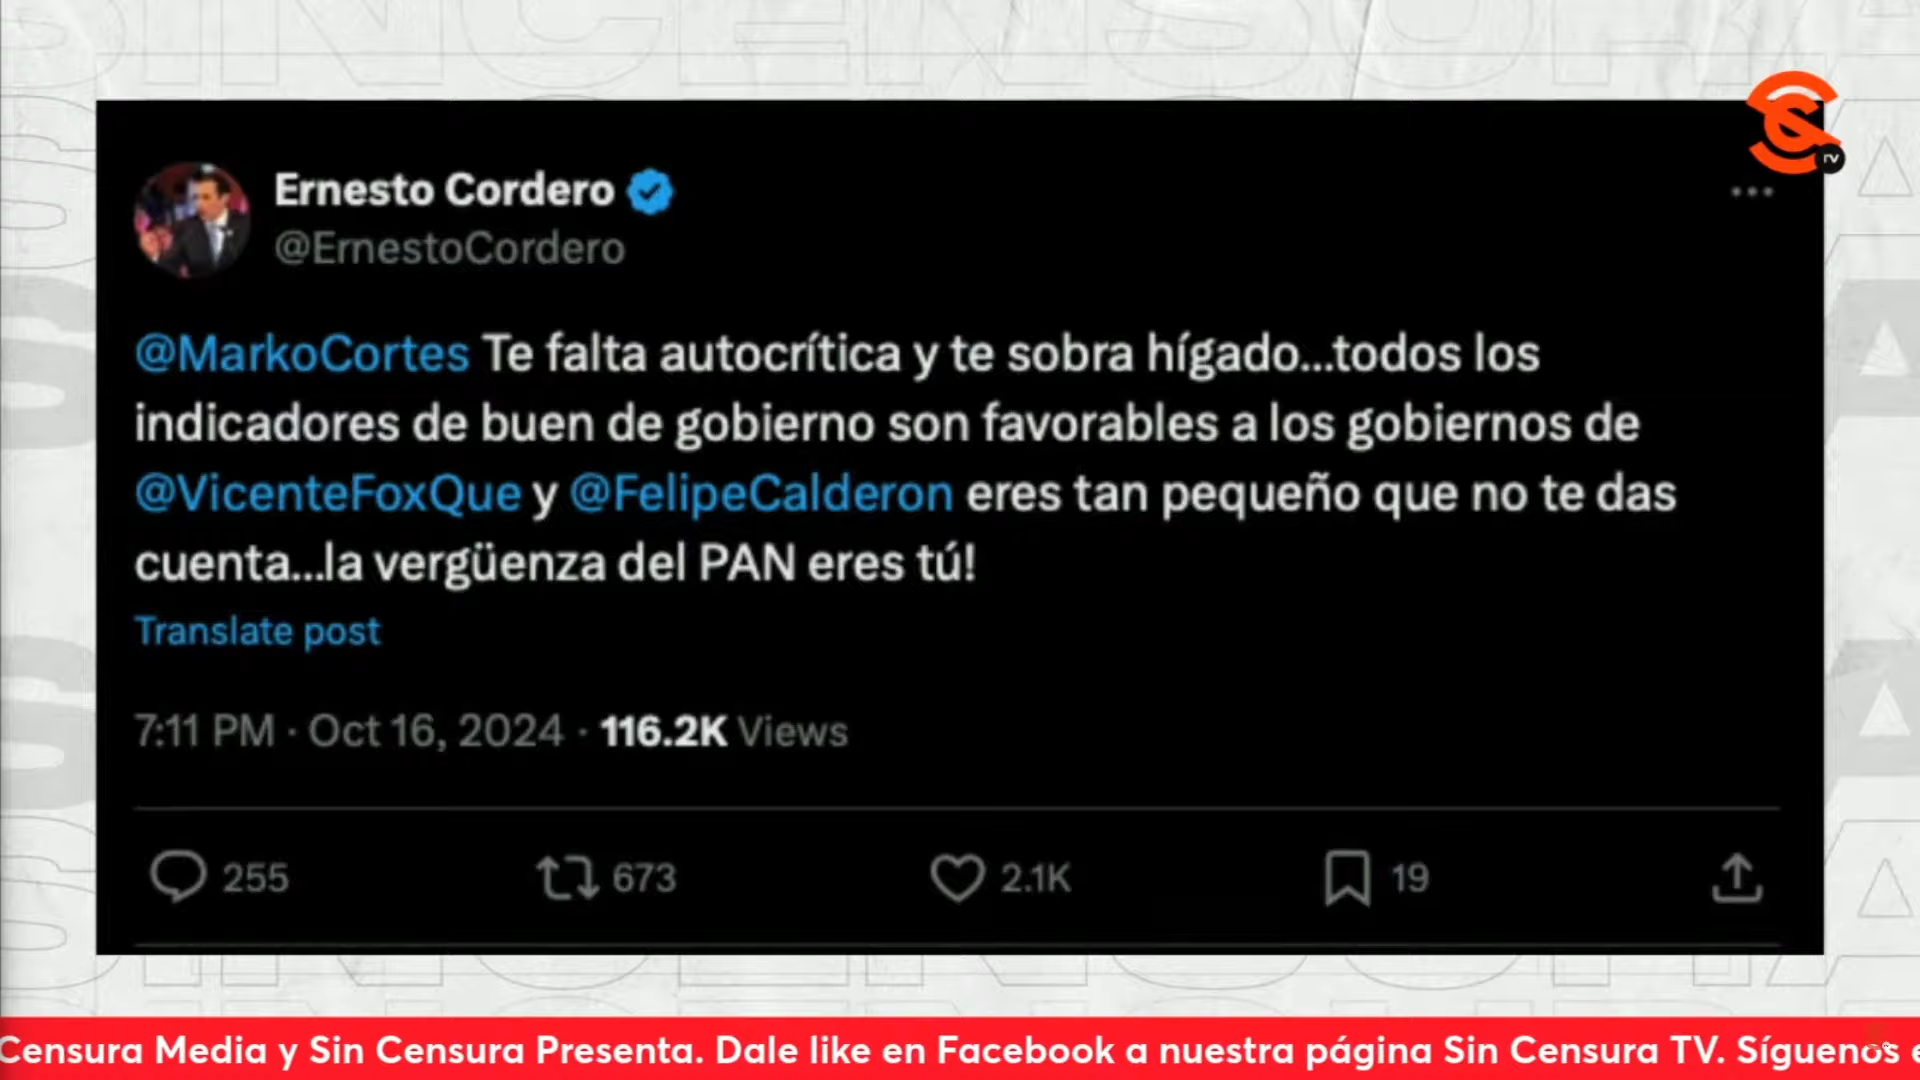 SINCENSURA
TV
Ernesto Cordero
@ErnestoCordero
@MarkoCortes Te falta autocrítica y te sobra hígado...todos los
indicadores de buen de gobierno son favorables a los gobiernos de
@VicenteFoxQue y @FelipeCalderon eres tan pequeño que no te das
cuenta...la vergüenza del PAN eres tú!
Translate post
7:11 PM · Oct 16, 2024 · 116.2K Views
255
673
2.1K
19
Censura Media y Sin Censura Presenta. Dale like en Facebook a nuestra página Sin Censura TV. Síguenos e